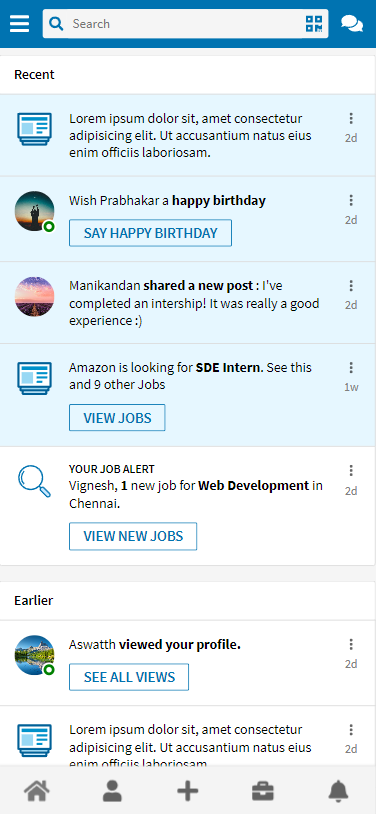 Search
Recent
Lorem ipsum dolor sit, amet consectetur
adipisicing elit. Ut accusantium natus eius
enim officiis laboriosam.
2d
Wish Prabhakar a happy birthday
2d
SAY HAPPY BIRTHDAY
Manikandan shared a new post : I've
completed an intership! It was really a good
experience :)
2d
Amazon is looking for SDE Intern. See this
and 9 other Jobs
1w
VIEW JOBS
YOUR JOB ALERT
Vignesh, 1 new job for Web Development in
Chennai.
2d
VIEW NEW JOBS
Earlier
Aswatth viewed your profile.
2d
SEE ALL VIEWS
Lorem ipsum dolor sit, amet consectetur
adipisicing elit. Ut accusantium natus eius
enim officiis laboriosam.
2d